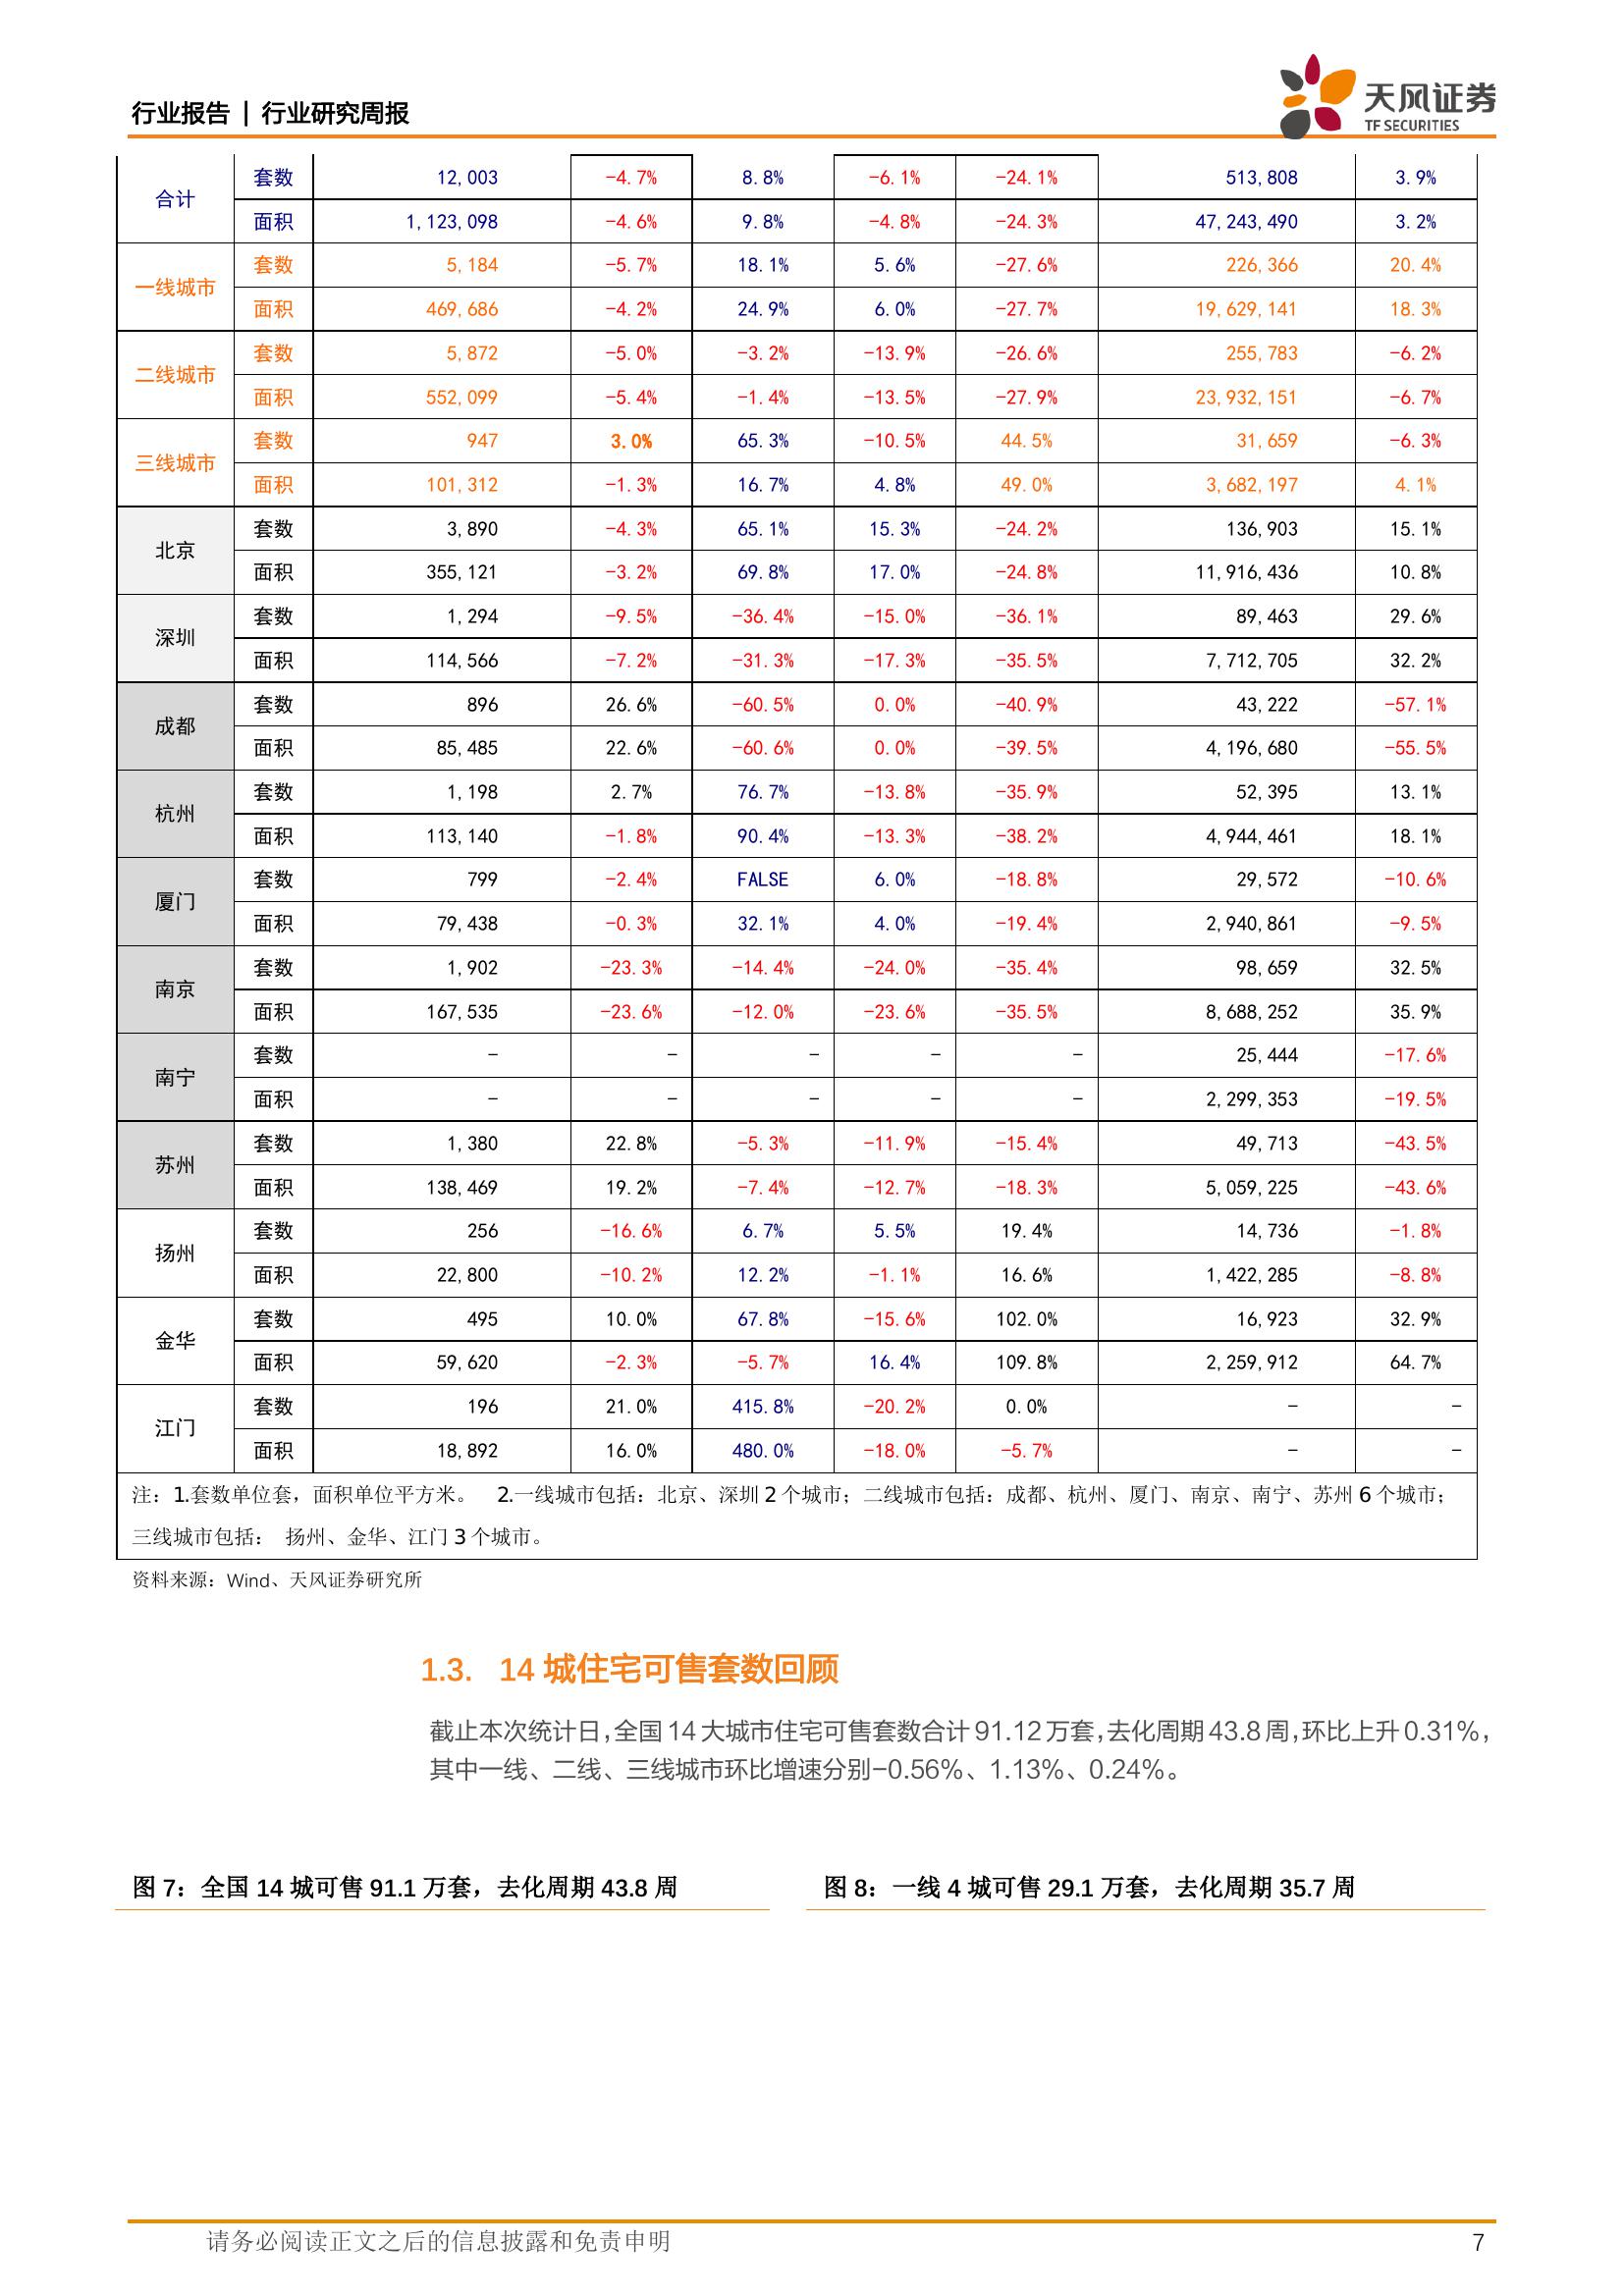 行业报告 | 行业研究周报
天风证券
TF SECURITIES
合计 套数 12,003 -4.7% 8.8% -6.1% -24.1% 513,808 3.9%
面积 1,123,098 -4.6% 9.8% -4.8% -24.3% 47,243,490 3.2%
一线城市 套数 5,184 -5.7% 18.1% 5.6% -27.6% 226,366 20.4%
面积 469,686 -4.2% 24.9% 6.0% -27.7% 19,629,141 18.3%
二线城市 套数 5,872 -5.0% -3.2% -13.9% -26.6% 255,783 -6.2%
面积 552,099 -5.4% -1.4% -13.5% -27.9% 23,932,151 -6.7%
三线城市 套数 947 3.0% 65.3% -10.5% 44.5% 31,659 -6.3%
面积 101,312 -1.3% 16.7% 4.8% 49.0% 3,682,197 4.1%
北京 套数 3,890 -4.3% 65.1% 15.3% -24.2% 136,903 15.1%
面积 355,121 -3.2% 69.8% 17.0% -24.8% 11,916,436 10.8%
深圳 套数 1,294 -9.5% -36.4% -15.0% -36.1% 89,463 29.6%
面积 114,566 -7.2% -31.3% -17.3% -35.5% 7,712,705 32.2%
成都 套数 896 26.6% -60.5% 0.0% -40.9% 43,222 -57.1%
面积 85,485 22.6% -60.6% 0.0% -39.5% 4,196,680 -55.5%
杭州 套数 1,198 2.7% 76.7% -13.8% -35.9% 52,395 13.1%
面积 113,140 -1.8% 90.4% -13.3% -38.2% 4,944,461 18.1%
厦门 套数 799 -2.4% FALSE 6.0% -18.8% 29,572 -10.6%
面积 79,438 -0.3% 32.1% 4.0% -19.4% 2,940,861 -9.5%
南京 套数 1,902 -23.3% -14.4% -24.0% -35.4% 98,659 32.5%
面积 167,535 -23.6% -12.0% -23.6% -35.5% 8,688,252 35.9%
南宁 套数 - - - - - 25,444 -17.6%
面积 - - - - - 2,299,353 -19.5%
苏州 套数 1,380 22.8% -5.3% -11.9% -15.4% 49,713 -43.5%
面积 138,469 19.2% -7.4% -12.7% -18.3% 5,059,225 -43.6%
扬州 套数 256 -16.6% 6.7% 5.5% 19.4% 14,736 -1.8%
面积 22,800 -10.2% 12.2% -1.1% 16.6% 1,422,285 -8.8%
金华 套数 495 10.0% 67.8% -15.6% 102.0% 16,923 32.9%
面积 59,620 -2.3% -5.7% 16.4% 109.8% 2,259,912 64.7%
江门 套数 196 21.0% 415.8% -20.2% 0.0% - -
面积 18,892 16.0% 480.0% -18.0% -5.7% - -
注：1.套数单位套，面积单位平方米。 2.一线城市包括：北京、深圳 2 个城市；二线城市包括：成都、杭州、厦门、南京、南宁、苏州 6 个城市；
三线城市包括： 扬州、金华、江门 3 个城市。
资料来源：Wind、天风证券研究所
1.3. 14 城住宅可售套数回顾
截止本次统计日，全国 14 大城市住宅可售套数合计 91.12 万套，去化周期 43.8 周，环比上升 0.31%，
其中一线、二线、三线城市环比增速分别-0.56%、1.13%、0.24%。
图 7：全国 14 城可售 91.1 万套，去化周期 43.8 周
图 8：一线 4 城可售 29.1 万套，去化周期 35.7 周
请务必阅读正文之后的信息披露和免责申明
7